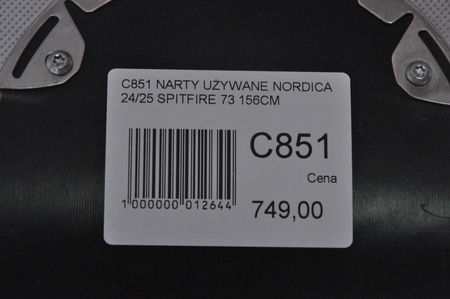 C851 NARTY UŻYWANE NORDICA
24/25 SPITFIRE 73 156CM
C851
Cena
1 000000 012644
749,00